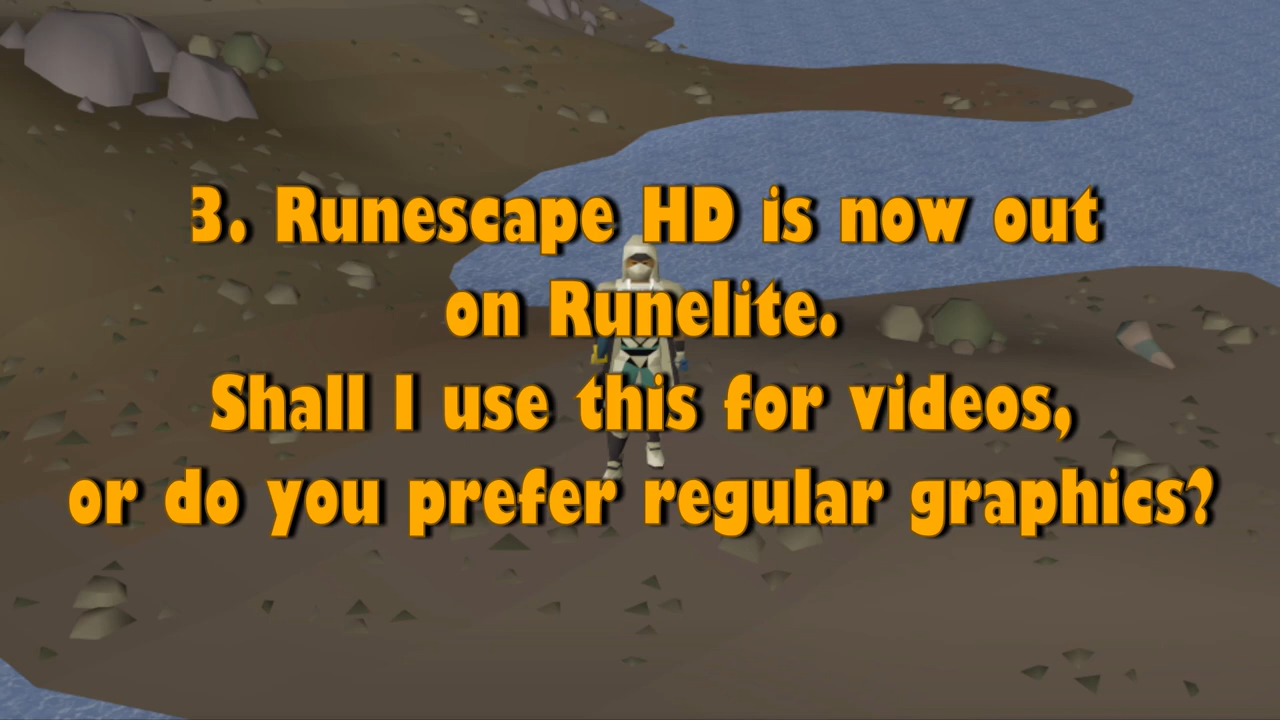 3. Runescape HD is now out
on Runelite.
Shall I use this for videos,
or do you prefer regular graphics?